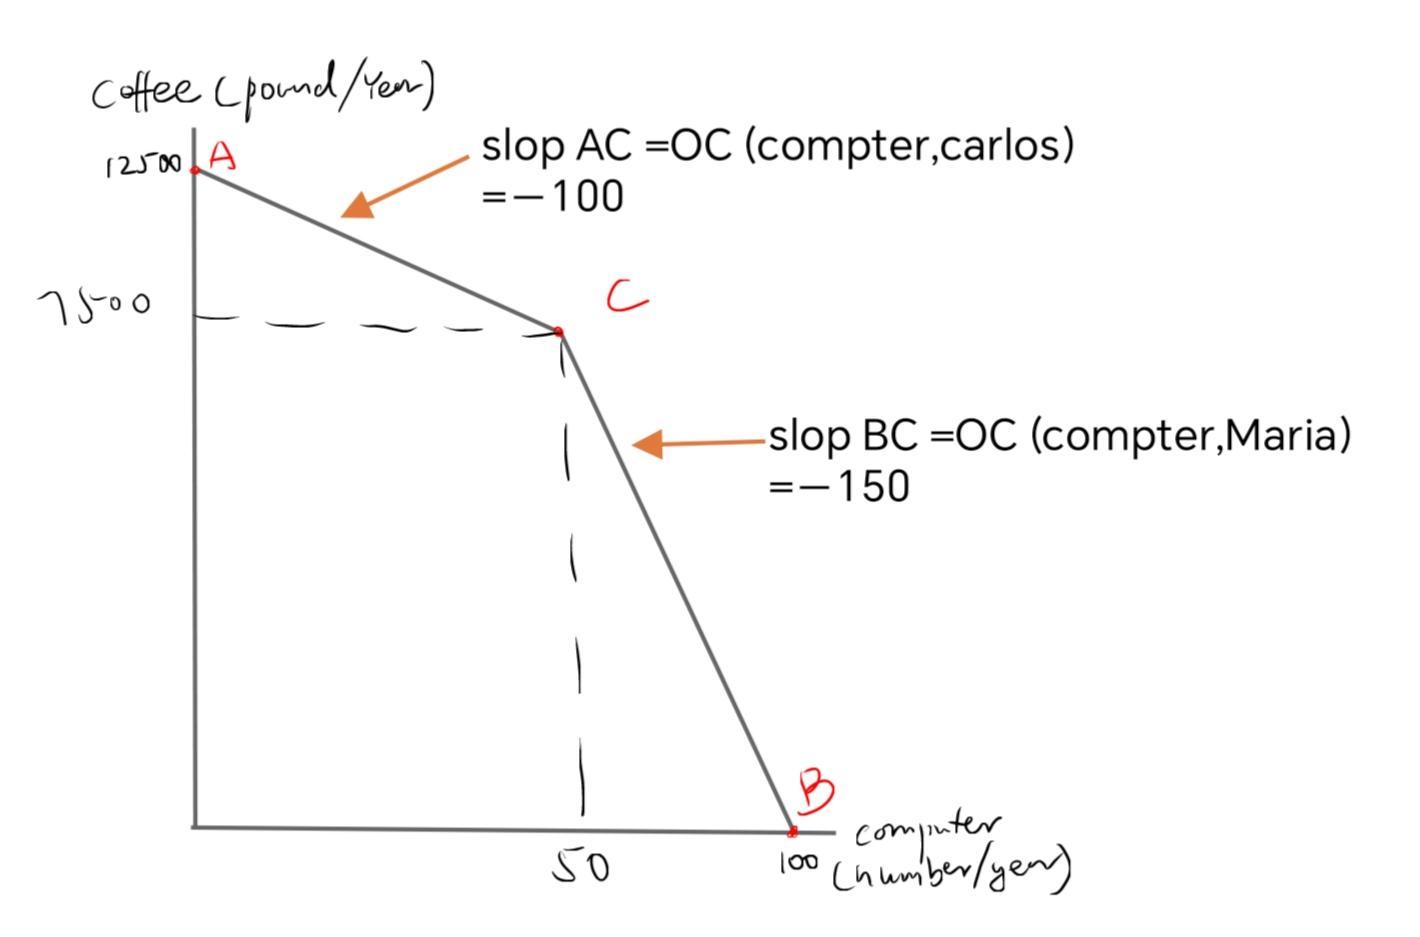 Coffee (pound/Year)
12500 A
slop AC =OC (compter,carlos)
=–100
C
7500
slop BC =OC (compter,Maria)
=–150
B
computer
50
100 (number/year)